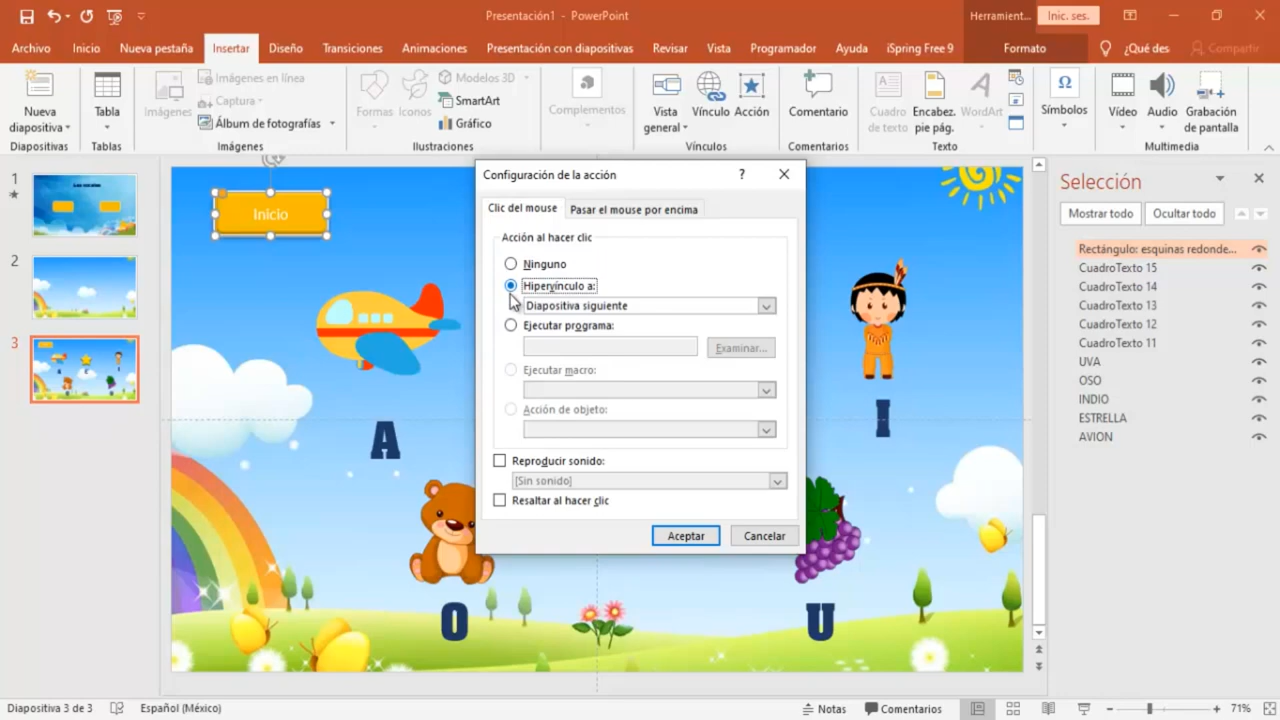 Presentación1 - PowerPoint
Herrament...
Inic. ses.
Archivo Inicio Nueva pestaña Insertar Diseño Transiciones Animaciones Presentación con diapositivas Revisar Vista Programador Ayuda iSpring Free 9 Formato ¿Qué des Compartir
Nueva diapositiva
Diapositivas
Tabla
Tablas
Imágenes
Imágenes en línea
Captura
Álbum de fotografías
Imágenes
Formas
Iconos
Modelos 3D
SmartArt
Gráfico
Ilustraciones
Complementos
Vista general
Vínculo
Acción
Vínculos
Comentario
Comentarios
Cuadro de texto
Encabez. pie pág.
WordArt
Texto
Símbolos
Vídeo
Audio
Grabación de pantalla
Multimedia
1
2
3
Inicio
A
I
O
U
Configuración de la acción
?
Clic del mouse
Pasar el mouse por encima
Acción al hacer clic
Ninguno
Hipervínculo a:
Diapositiva siguiente
Ejecutar programa:
Examinar...
Ejecutar macro:
Acción de objeto:
Reproducir sonido:
[Sin sonido]
Resaltar al hacer clic
Aceptar
Cancelar
Selección
Mostrar todo
Ocultar todo
Rectángulo: esquinas redonde...
CuadroTexto 15
CuadroTexto 14
CuadroTexto 13
CuadroTexto 12
CuadroTexto 11
UVA
OSO
INDIO
ESTRELLA
AVION
Diapositiva 3 de 3
Español (México)
Notas
Comentarios
71%